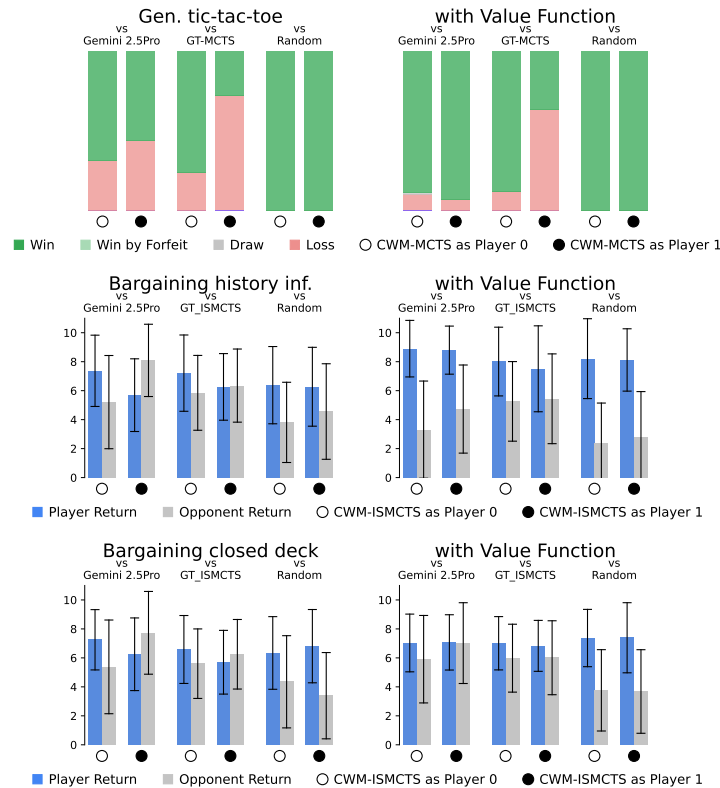 Gen. tic-tac-toe
with Value Function
vs
Gemini 2.5Pro
vs
GT-MCTS
vs
Random
vs
Gemini 2.5Pro
vs
GT-MCTS
vs
Random
Win
Win by Forfeit
Draw
Loss
CWM-MCTS as Player 0
CWM-MCTS as Player 1
Bargaining history inf.
with Value Function
vs
Gemini 2.5Pro
vs
GT_ISMCTS
vs
Random
vs
Gemini 2.5Pro
vs
GT_ISMCTS
vs
Random
10
8
6
4
2
0
10
8
6
4
2
0
Player Return
Opponent Return
CWM-ISMCTS as Player 0
CWM-ISMCTS as Player 1
Bargaining closed deck
with Value Function
vs
Gemini 2.5Pro
vs
GT_ISMCTS
vs
Random
vs
Gemini 2.5Pro
vs
GT_ISMCTS
vs
Random
10
8
6
4
2
0
10
8
6
4
2
0
Player Return
Opponent Return
CWM-ISMCTS as Player 0
CWM-ISMCTS as Player 1